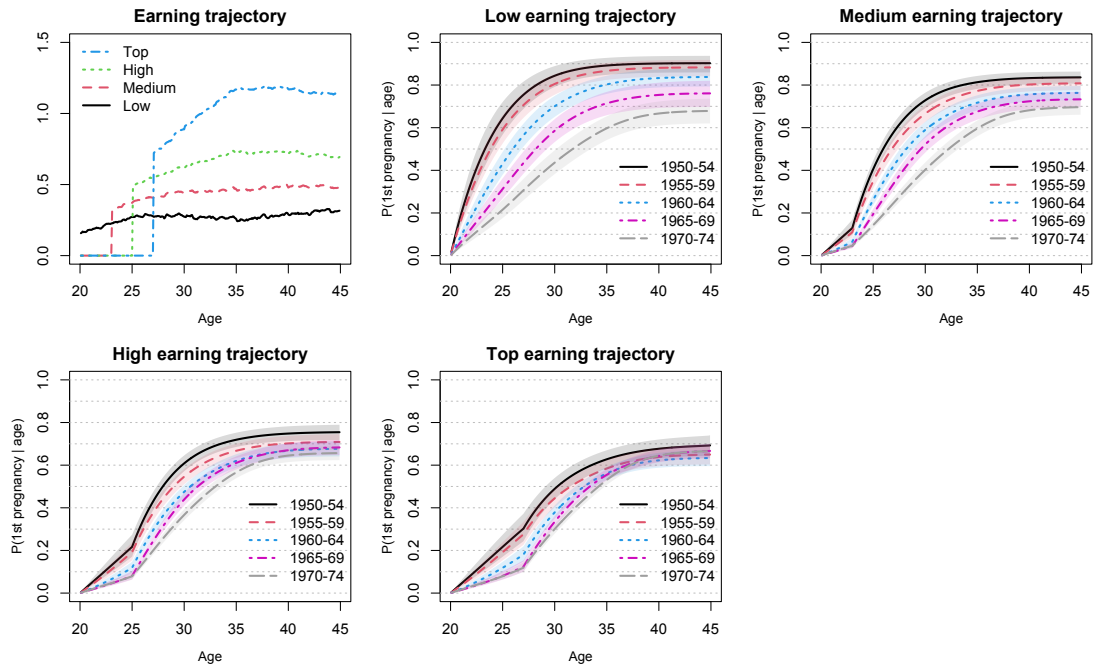 Earning trajectory
1.5
1.0
0.5
0.0
Top
High
Medium
Low
20 25 30 35 40 45
Age
Low earning trajectory
P(1st pregnancy | age)
1.0
0.8
0.6
0.4
0.2
0.0
1950-54
1955-59
1960-64
1965-69
1970-74
20 25 30 35 40 45
Age
Medium earning trajectory
P(1st pregnancy | age)
1.0
0.8
0.6
0.4
0.2
0.0
1950-54
1955-59
1960-64
1965-69
1970-74
20 25 30 35 40 45
Age
High earning trajectory
P(1st pregnancy | age)
1.0
0.8
0.6
0.4
0.2
0.0
1950-54
1955-59
1960-64
1965-69
1970-74
20 25 30 35 40 45
Age
Top earning trajectory
P(1st pregnancy | age)
1.0
0.8
0.6
0.4
0.2
0.0
1950-54
1955-59
1960-64
1965-69
1970-74
20 25 30 35 40 45
Age